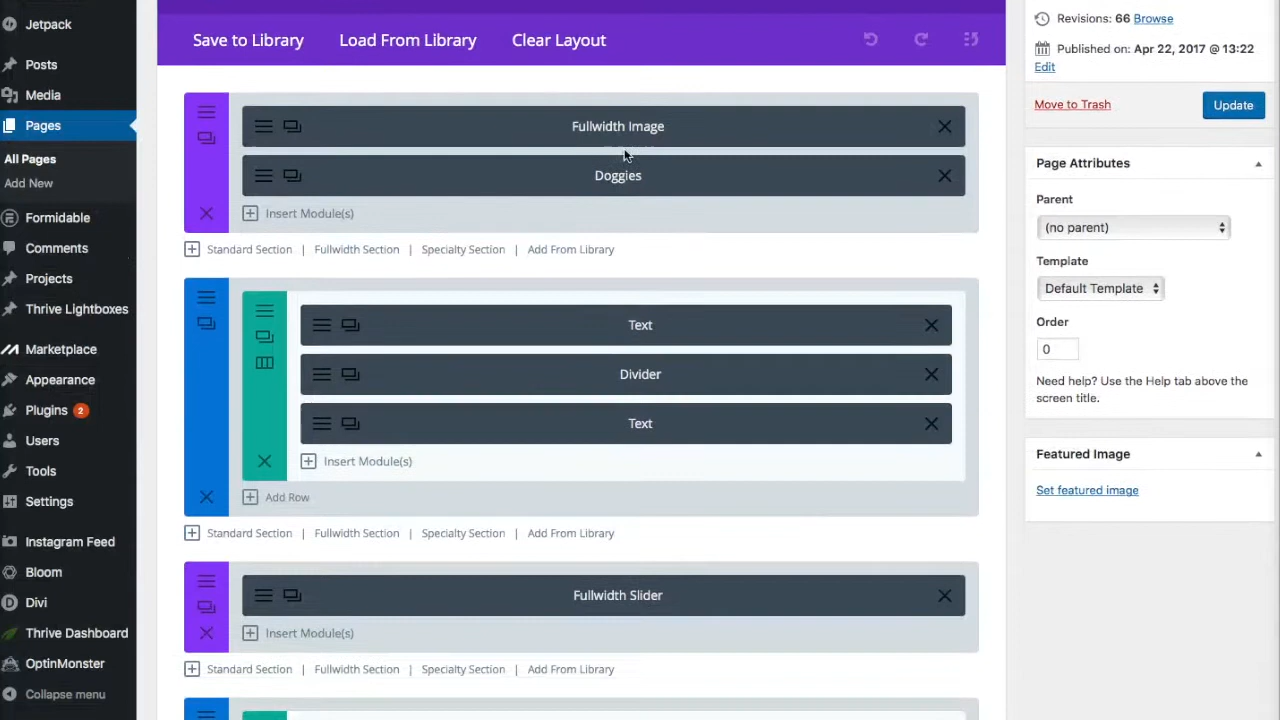 Jetpack
Posts
Media
Pages
All Pages
Add New
Formidable
Comments
Projects
Thrive Lightboxes
Marketplace
Appearance
Plugins 2
Users
Tools
Settings
Instagram Feed
Bloom
Divi
Thrive Dashboard
OptinMonster
Collapse menu
Save to Library Load From Library Clear Layout
Fullwidth Image
Doggies
Insert Module(s)
Standard Section | Fullwidth Section | Specialty Section | Add From Library
Text
Divider
Text
Insert Module(s)
Add Row
Standard Section | Fullwidth Section | Specialty Section | Add From Library
Fullwidth Slider
Insert Module(s)
Standard Section | Fullwidth Section | Specialty Section | Add From Library
Revisions: 66 Browse
Published on: Apr 22, 2017 @ 13:22
Edit
Move to Trash Update
Page Attributes
Parent
(no parent)
Template
Default Template
Order
0
Need help? Use the Help tab above the
screen title.
Featured Image
Set featured image